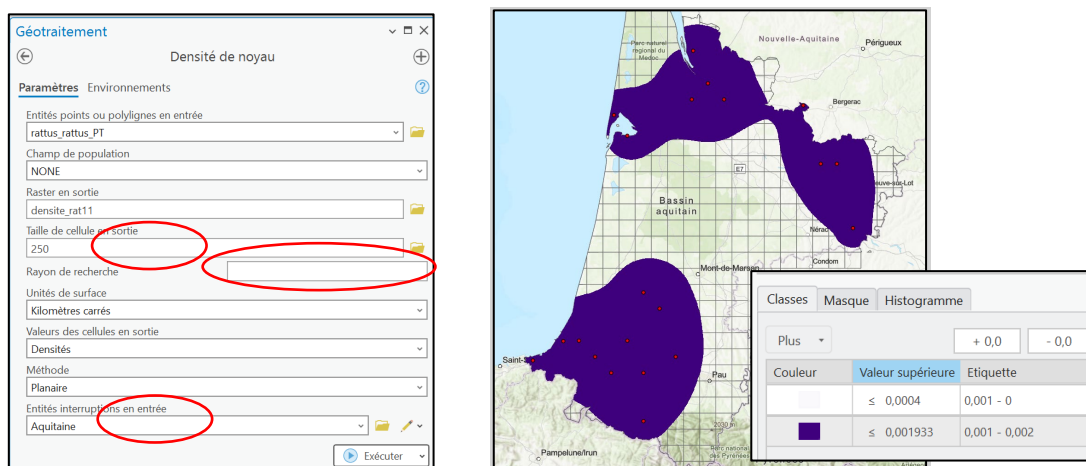 Géotraitement
Densité de noyau
Paramètres Environnements
Entités points ou polylignes en entrée
rattus_rattus_PT
Champ de population
NONE
Raster en sortie
densite_rat11
Taille de cellule en sortie
250
Rayon de recherche
Unités de surface
Kilomètres carrés
Valeurs des cellules en sortie
Densités
Méthode
Planaire
Entités interruptions en entrée
Aquitaine
Exécuter
Parc naturel
régional du
Médoc
Nouvelle-Aquitaine
Périgueux
Bergerac
E7
Bassin
aquitain
Nérac
Condom
Mont-de-Marsan
Pau
Pampelune/Irun
Classes Masque Histogramme
Plus
+ 0,0 - 0,0
Couleur Valeur supérieure Etiquette
≤ 0,0004 0,001 - 0
≤ 0,001933 0,001 - 0,002